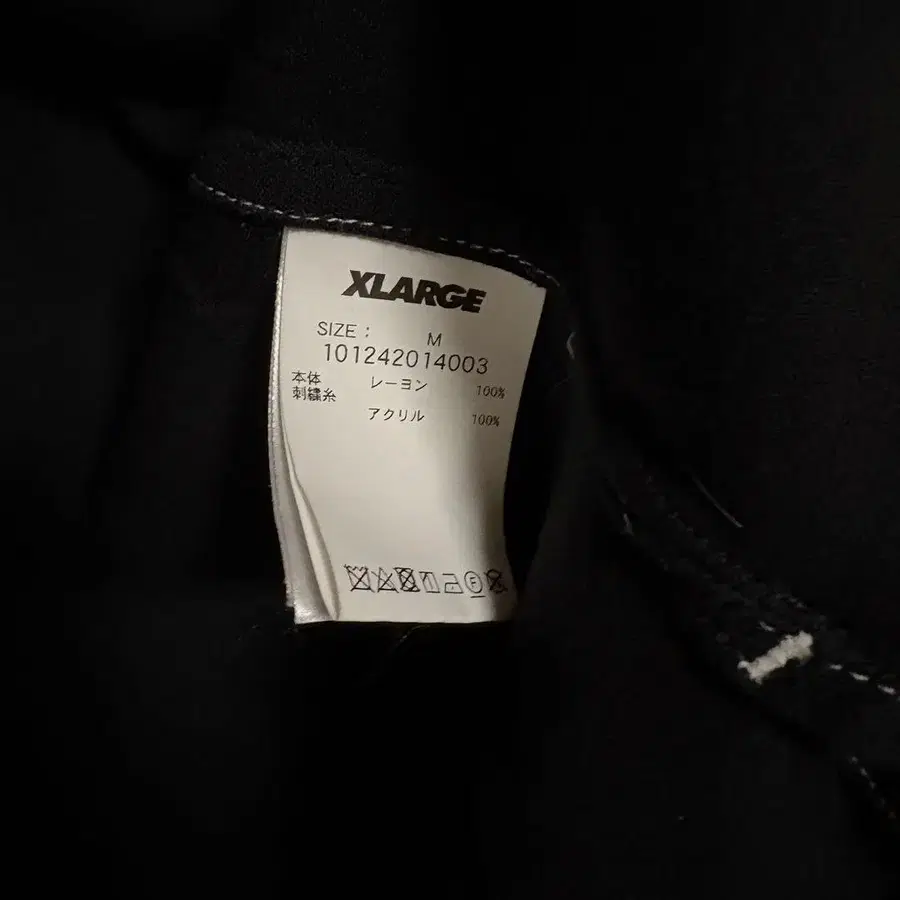 XLARGE
SIZE : M
101242014003
本体 レーヨン 100%
刺繍糸
アクリル 100%
F